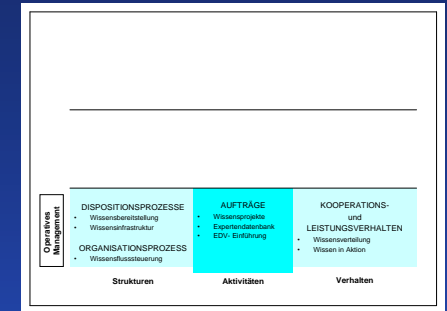 Operatives
Management
DISPOSITIONSPROZESSE
• Wissensbereitstellung
• Wissensinfrastruktur
ORGANISATIONSPROZESS
• Wissensflusssteuerung
AUFTRÄGE
• Wissensprojekte
• Expertendatenbank
• EDV- Einführung
KOOPERATIONS-
und
LEISTUNGSVERHALTEN
• Wissensverteilung
• Wissen in Aktion
Strukturen
Aktivitäten
Verhalten